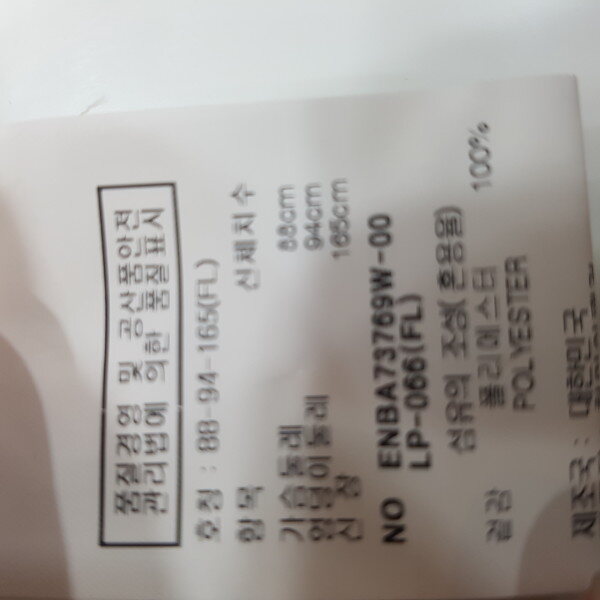 품질경영 및 공산품안전
관리법에 의한 품질표시
호칭 : 88-94-165(FL)
항목 신체치수
가슴둘레 88cm
엉덩이둘레 94cm
신장 165cm
NO ENBA73769W-00
LP-066(FL)
섬유의 조성(혼용율)
겉감 폴리에스터 100%
POLYESTER
제조국 : 대한민국